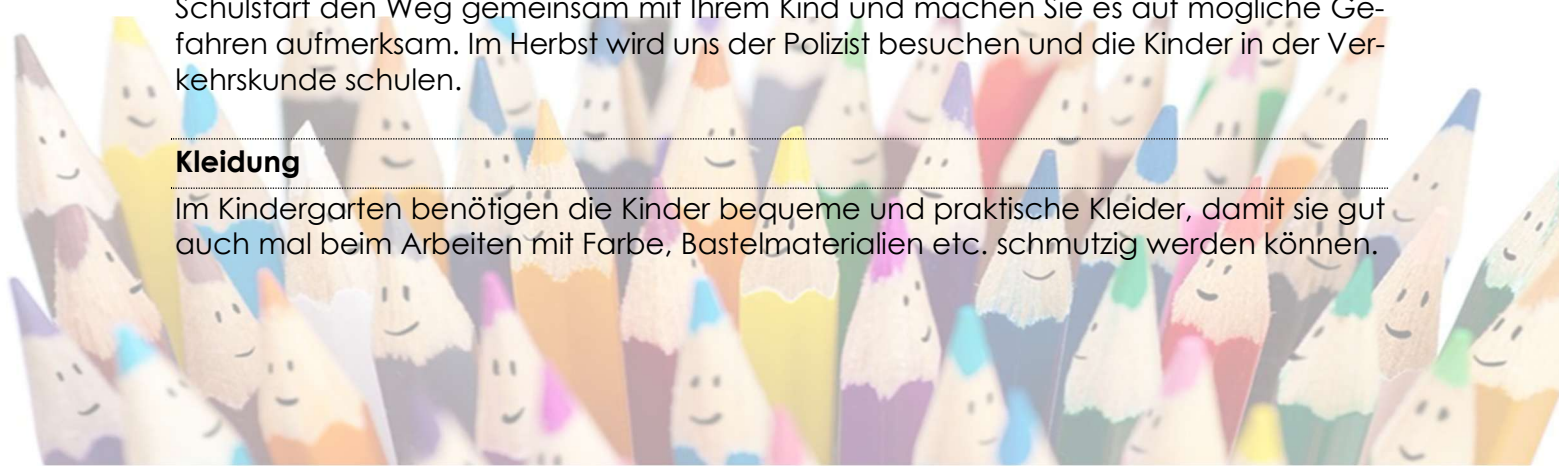 Schulstart den Weg gemeinsam mit Ihrem Kind und machen Sie es auf mögliche Ge-
fahren aufmerksam. Im Herbst wird uns der Polizist besuchen und die Kinder in der Ver-
kehrskunde schulen.
Kleidung
Im Kindergarten benötigen die Kinder bequeme und praktische Kleider, damit sie gut
auch mal beim Arbeiten mit Farbe, Bastelmaterialien etc. schmutzig werden können.